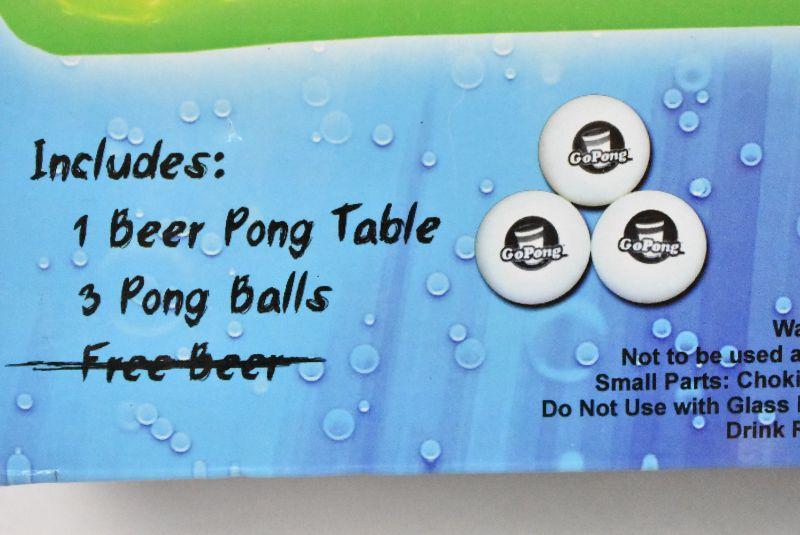 Includes:
1 Beer Pong Table
3 Pong Balls
Free Beer
GoPong
GoPong
GoPong
Not to be used
Small Parts:
Do Not Use with Glass
Drink